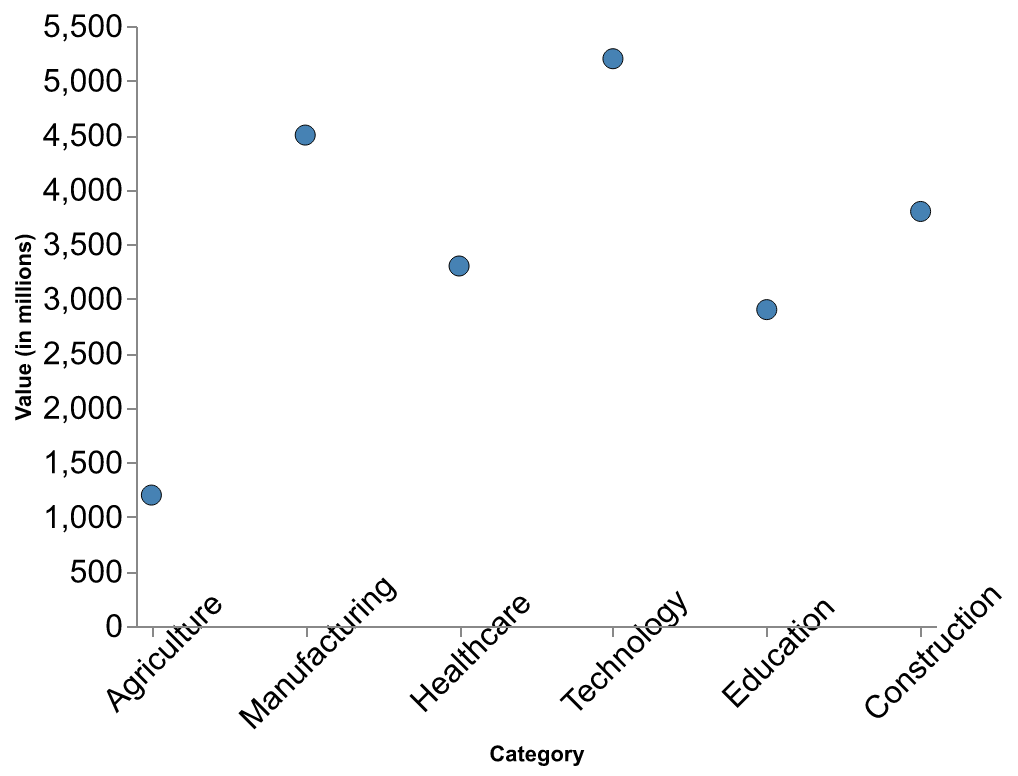 5,500
5,000
4,500
4,000
3,500
3,000
2,500
2,000
1,500
1,000
500
0
Value (in millions)
Agriculture
Manufacturing
Healthcare
Technology
Education
Construction
Category